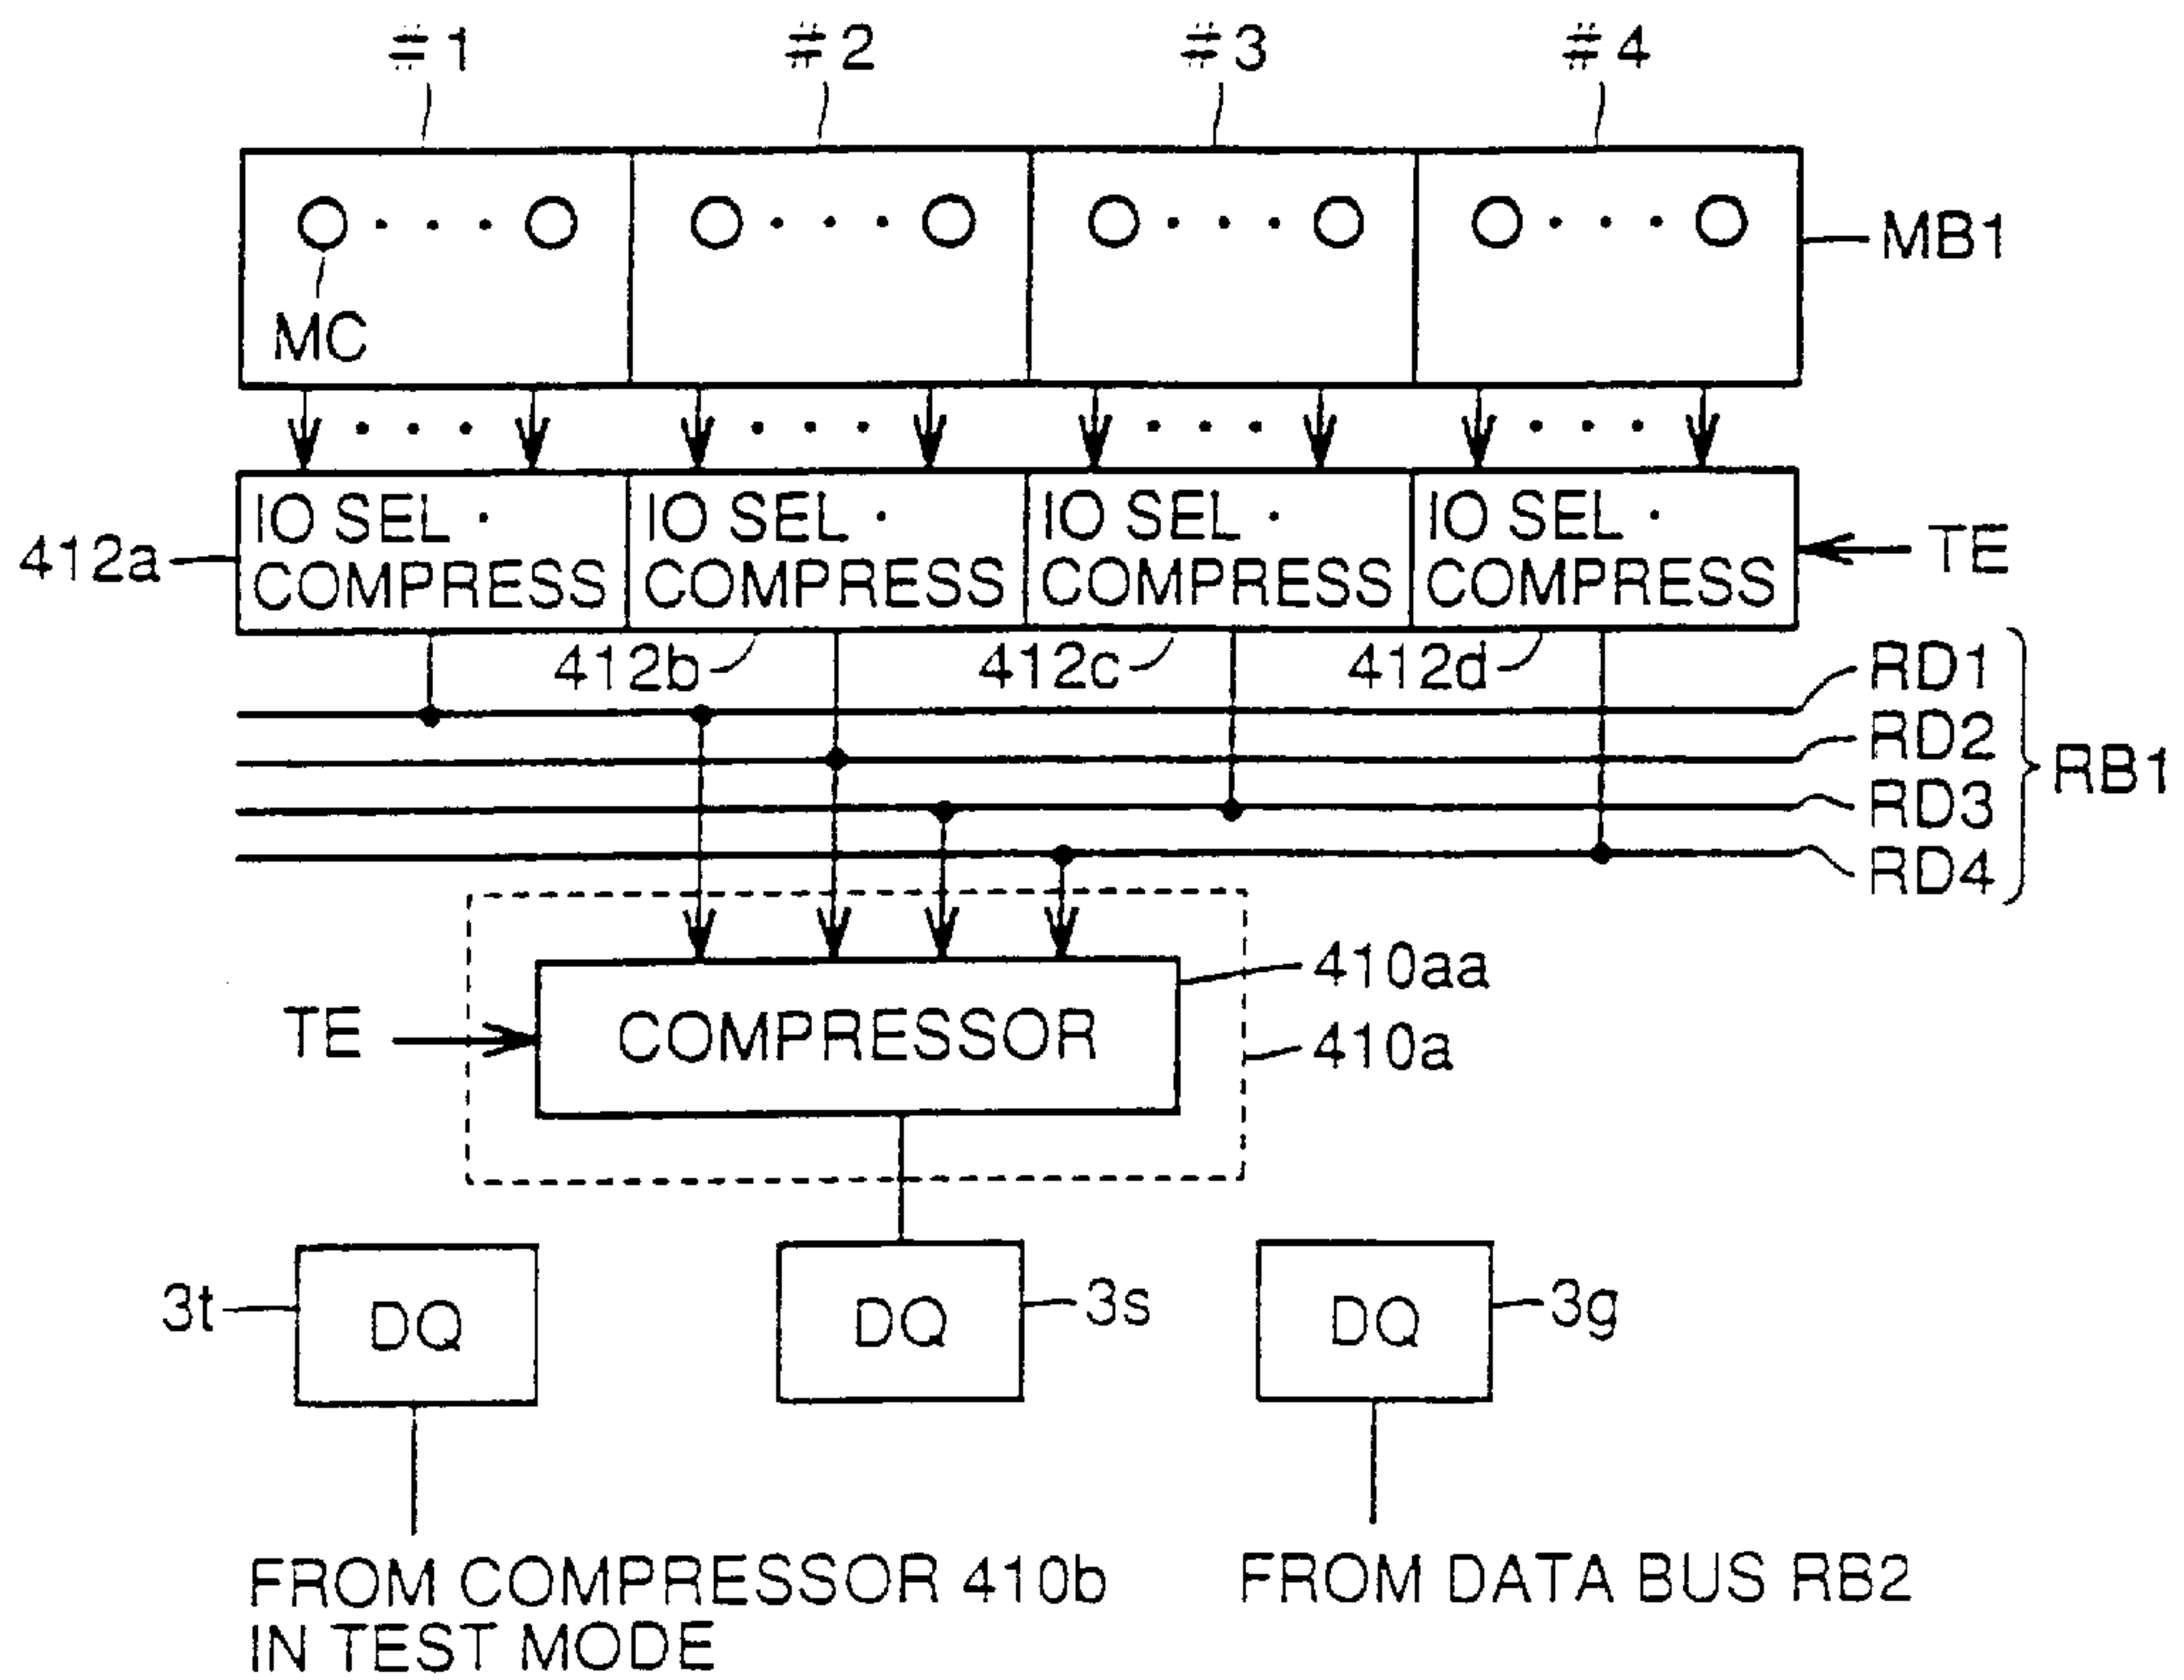 #1 #2 #3 #4
MB1
MC
IO SEL · IO SEL · IO SEL · IO SEL ·
COMPRESS COMPRESS COMPRESS COMPRESS
412a
TE
412b 412c 412d
RD1
RD2
RD3
RD4
RB1
410aa
TE
COMPRESSOR
410a
3t
DQ
DQ
3s
DQ
3g
FROM COMPRESSOR 410b
IN TEST MODE
FROM DATA BUS RB2